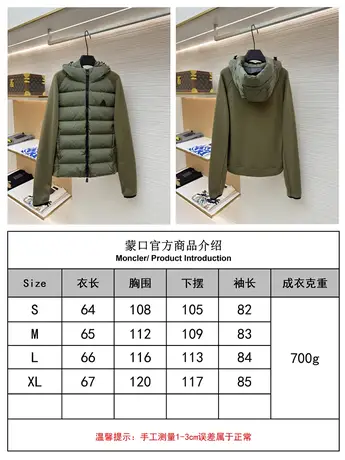 蒙口官方商品介绍
Moncler/ Product Introduction
Size 衣长 胸围 下摆 袖长 成衣克重
S 64 108 105 82
M 65 112 109 83
L 66 116 113 84 700g
XL 67 120 117 85
温馨提示：手工测量1-3cm误差属于正常